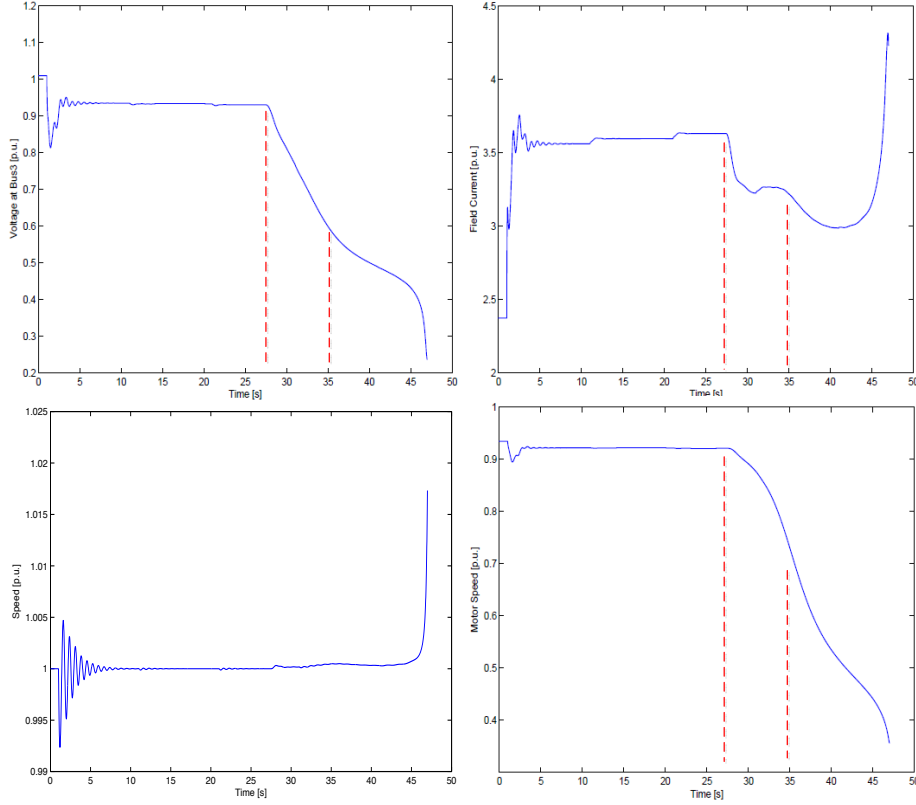 1.2
1.1
1
0.9
0.8
0.7
0.6
0.5
0.4
0.3
0.2
Voltage at Bus3 [p.u.]
0 5 10 15 20 25 30 35 40 45 50
Time [s]
4.5
4
3.5
3
2.5
2
Field Current [p.u.]
0 5 10 15 20 25 30 35 40 45 50
Time [s]
1.025
1.02
1.015
1.01
1.005
1
0.995
0.99
Speed [p.u.]
0 5 10 15 20 25 30 35 40 45 50
Time [s]
1
0.9
0.8
0.7
0.6
0.5
0.4
Motor Speed [p.u.]
0 5 10 15 20 25 30 35 40 45 50
Time [s]